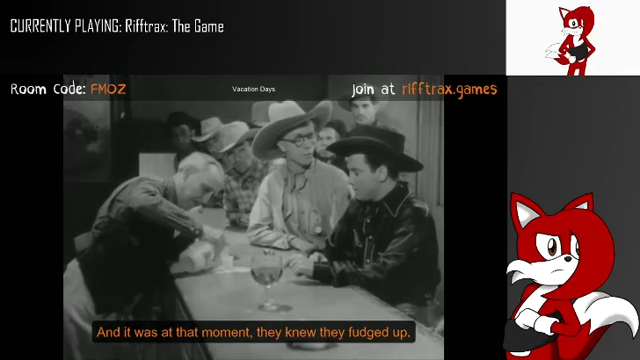 CURRENTLY PLAYING: Rifftrax: The Game
Room Code: FMOZ
Vacation Days
Join at rifftrax.games
And it was at that moment, they knew they fudged up.